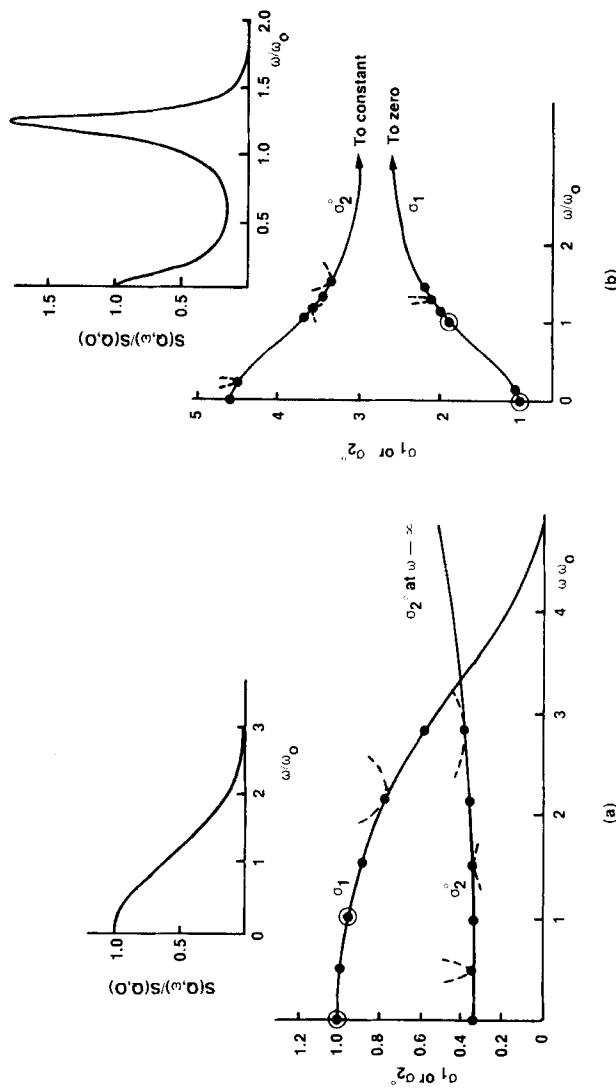 S(Q,ω)/S(Q,O)
1.0
0.5
0 1 2 3
ω/ω₀
σ₁ or σ₂°
1.2
1.0
0.8
0.6
0.4
0.2
0
1 2 3 4
ω ω₀
σ₁
σ₂°
σ₂° at ω — ∞
(a)
S(Q,ω)/S(Q,O)
1.5
1.0
0.5
0.5 1.0 1.5 2.0
ω/ω₀
σ₁ or σ₂°
5
4
3
2
1
0 1 2
ω/ω₀
σ₂°
To constant
To zero
σ₁
(b)